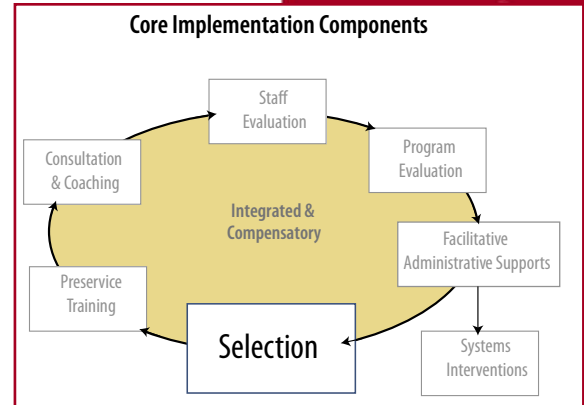 Core Implementation Components
Staff
Evaluation
Consultation
& Coaching
Program
Evaluation
Integrated &
Compensatory
Facilitative
Administrative Supports
Preservice
Training
Selection
Systems
Interventions